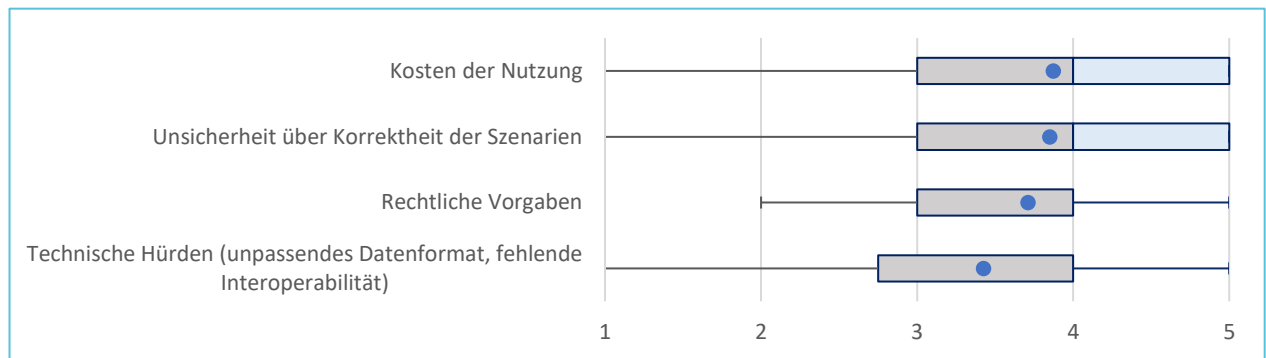 Kosten der Nutzung
Unsicherheit über Korrektheit der Szenarien
Rechtliche Vorgaben
Technische Hürden (unpassendes Datenformat, fehlende
Interoperabilität)
1 2 3 4 5